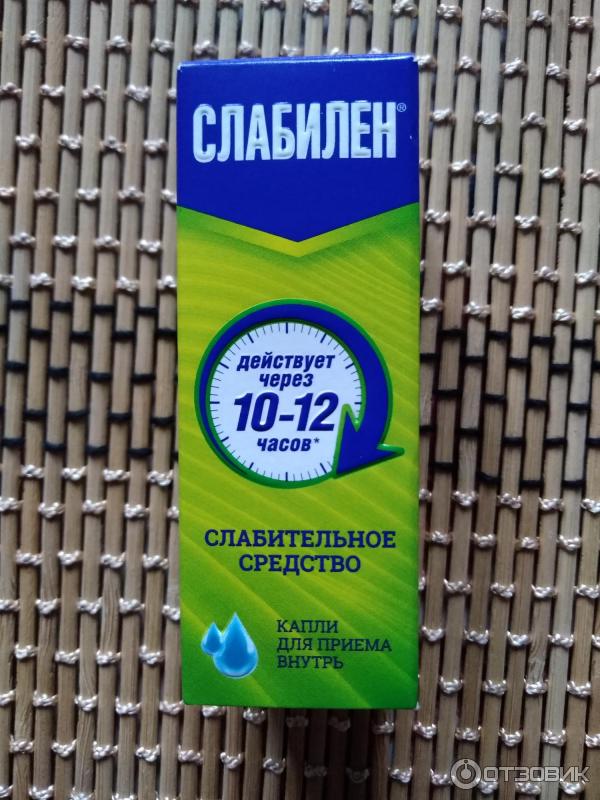 СЛАБИЛЕН®
действует
через
10-12
часов*
СЛАБИТЕЛЬНОЕ
СРЕДСТВО
КАПЛИ
ДЛЯ ПРИЕМА
ВНУТРЬ
ОТЗОВИК